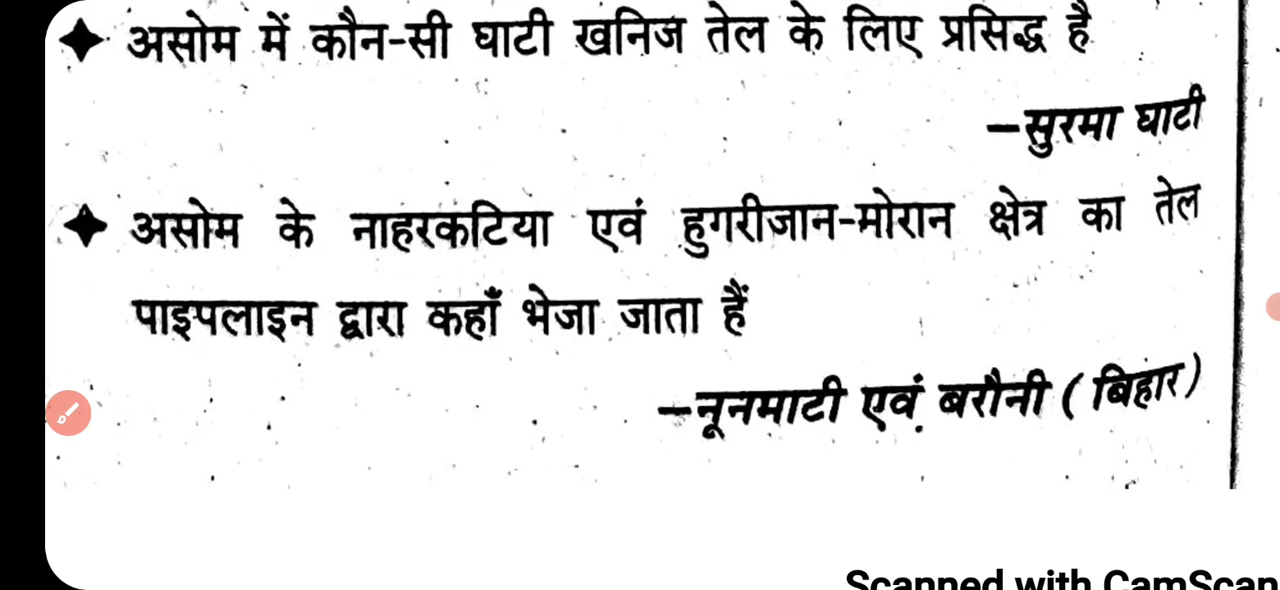 असोम में कौन-सी घाटी खनिज तेल के लिए प्रसिद्ध है
–सुरमा घाटी
असोम के नाहरकटिया एवं हुगरीजान-मोरान क्षेत्र का तेल
पाइपलाइन द्वारा कहाँ भेजा जाता हैं
–नूनमाटी एवं बरौनी (बिहार)
Scanned with CamScan